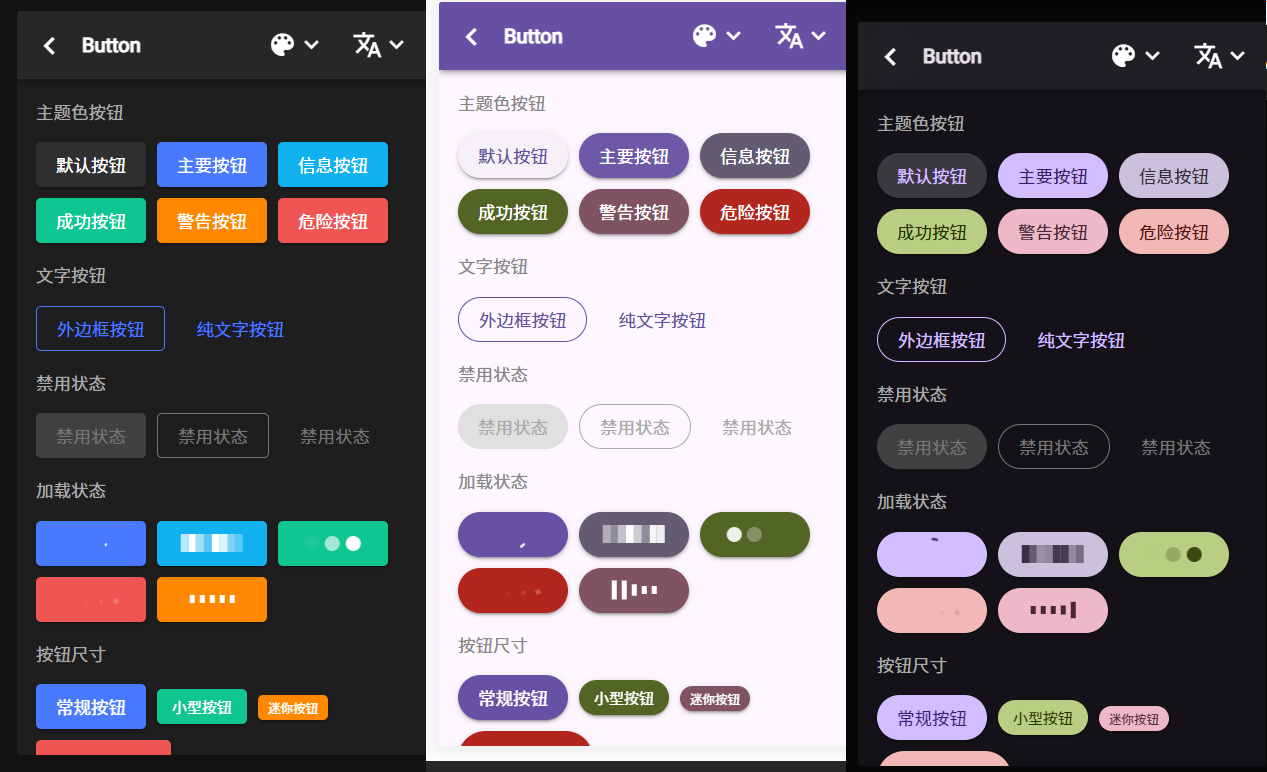 Button
主题色按钮
默认按钮 主要按钮 信息按钮
成功按钮 警告按钮 危险按钮
文字按钮
外边框按钮 纯文字按钮
禁用状态
禁用状态 禁用状态 禁用状态
加载状态
按钮尺寸
常规按钮 小型按钮 迷你按钮
Button
主题色按钮
默认按钮 主要按钮 信息按钮
成功按钮 警告按钮 危险按钮
文字按钮
外边框按钮 纯文字按钮
禁用状态
禁用状态 禁用状态 禁用状态
加载状态
按钮尺寸
常规按钮 小型按钮 迷你按钮
Button
主题色按钮
默认按钮 主要按钮 信息按钮
成功按钮 警告按钮 危险按钮
文字按钮
外边框按钮 纯文字按钮
禁用状态
禁用状态 禁用状态 禁用状态
加载状态
按钮尺寸
常规按钮 小型按钮 迷你按钮